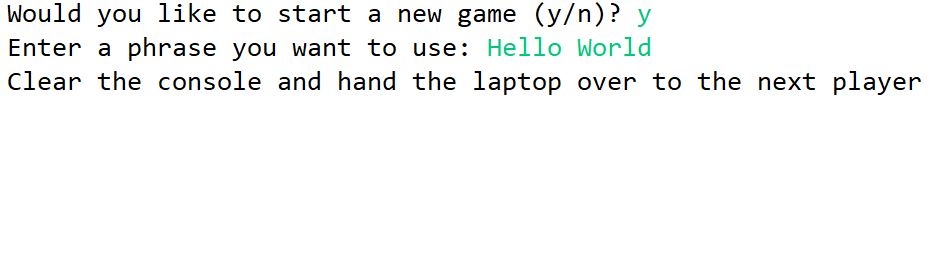 Would you like to start a new game (y/n)? y
Enter a phrase you want to use: Hello World
Clear the console and hand the laptop over to the next player